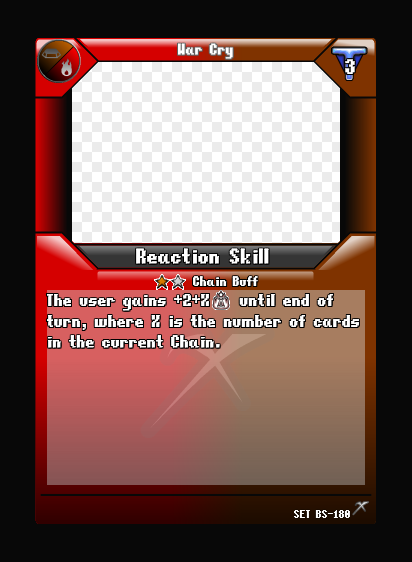 War Cry
3
Reaction Skill
Chain Buff
The user gains +2+X until end of
turn, where X is the number of cards
in the current Chain.
SET BS-180